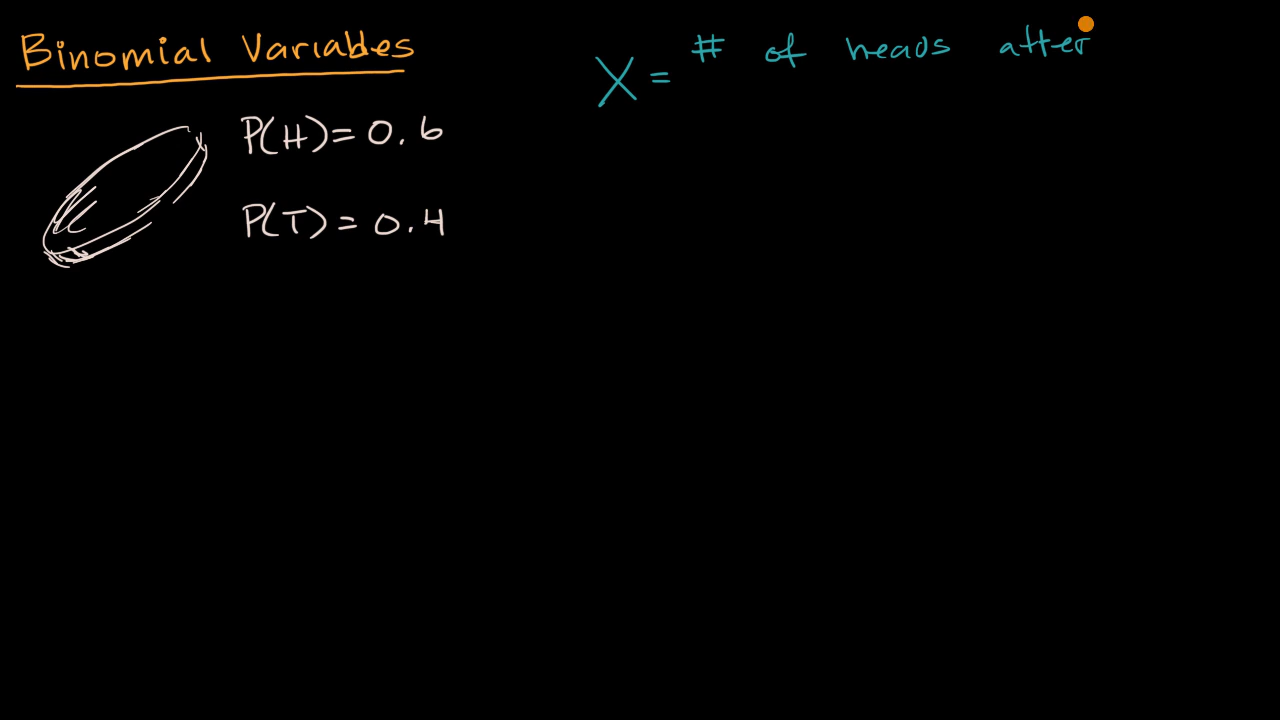 Binomial Variables
X = # of heads after
P(H) = 0.6
P(T) = 0.4